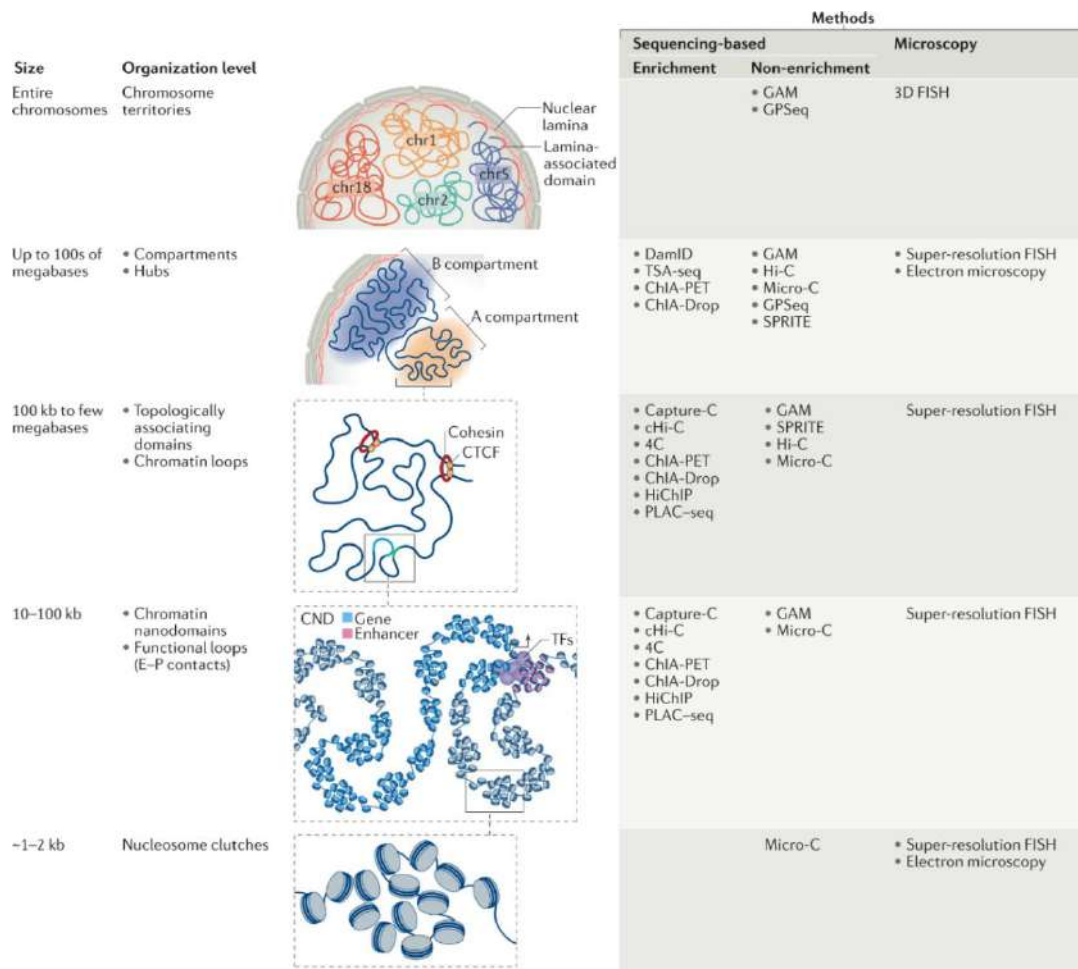 Methods
Sequencing-based Microscopy
Size Organization level Enrichment Non-enrichment
Entire chromosomes
Chromosome territories
Nuclear lamina
Lamina-associated domain
chr1
chr18
chr5
chr2
• GAM
• GPSeq
3D FISH
Up to 100s of megabases
• Compartments
• Hubs
B compartment
A compartment
• DamID
• TSA-seq
• ChIA-PET
• ChIA-Drop
• GAM
• Hi-C
• Micro-C
• GPSeq
• SPRITE
• Super-resolution FISH
• Electron microscopy
100 kb to few megabases
• Topologically associating domains
• Chromatin loops
Cohesin
CTCF
• Capture-C
• cHi-C
• 4C
• ChIA-PET
• ChIA-Drop
• HiChIP
• PLAC–seq
• GAM
• SPRITE
• Hi-C
• Micro-C
Super-resolution FISH
10–100 kb
• Chromatin nanodomains
• Functional loops (E–P contacts)
CND
Gene
Enhancer
TFs
• Capture-C
• cHi-C
• 4C
• ChIA-PET
• ChIA-Drop
• HiChIP
• PLAC–seq
• GAM
• Micro-C
Super-resolution FISH
~1–2 kb
Nucleosome clutches
Micro-C
• Super-resolution FISH
• Electron microscopy